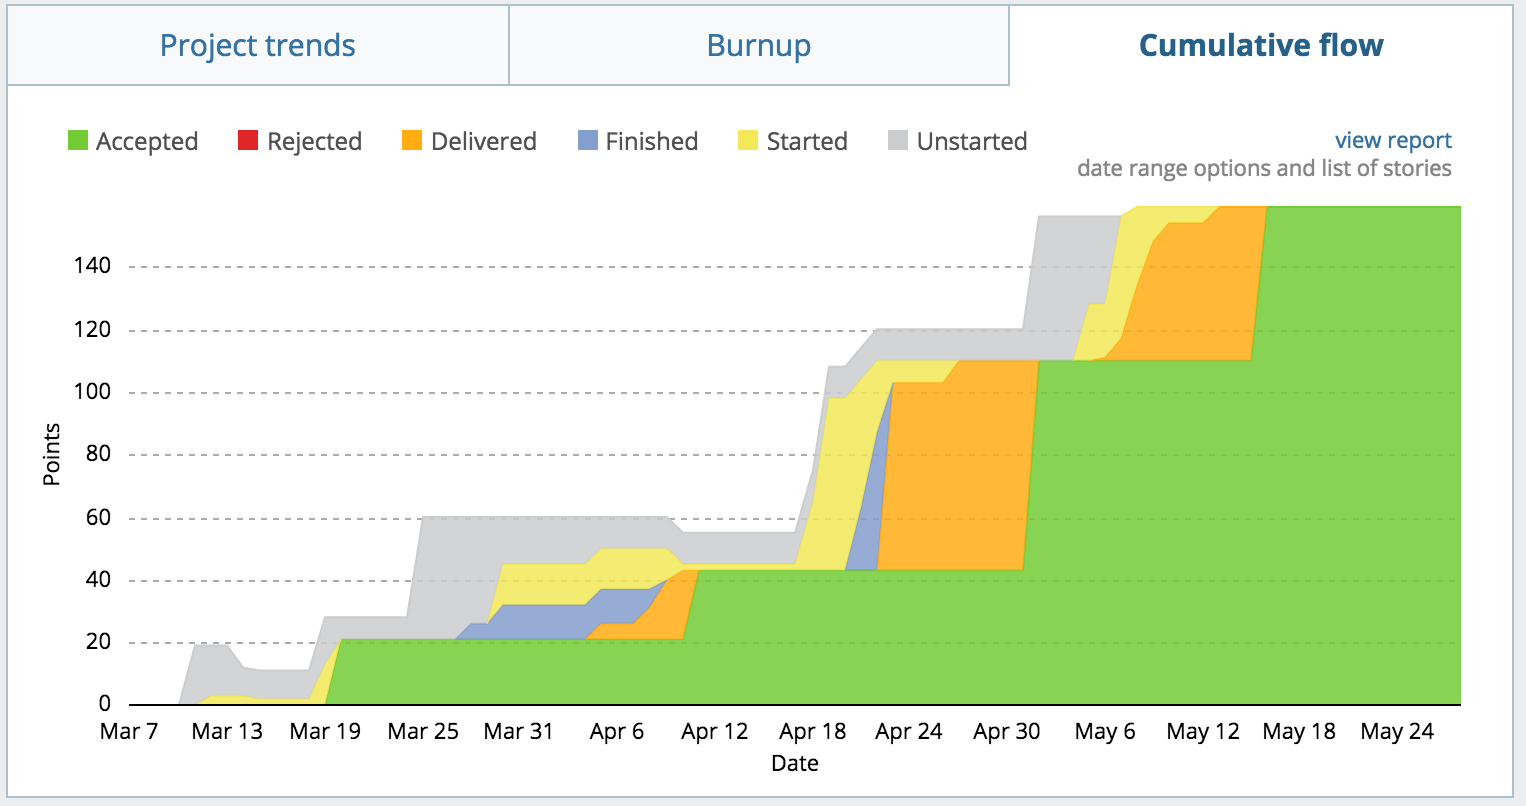 Project trends
Burnup
Cumulative flow
Accepted
Rejected
Delivered
Finished
Started
Unstarted
view report
date range options and list of stories
140
120
100
80
60
40
20
0
Points
Mar 7
Mar 13
Mar 19
Mar 25
Mar 31
Apr 6
Apr 12
Apr 18
Apr 24
Apr 30
May 6
May 12
May 18
May 24
Date